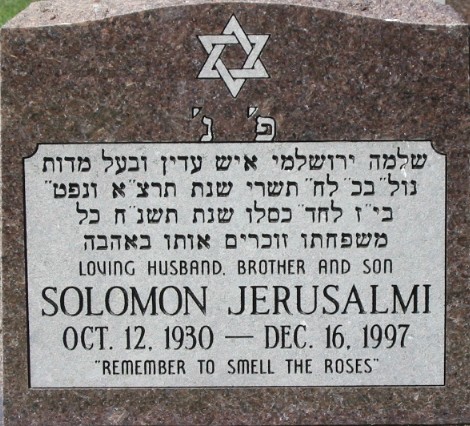 פ׳ נ׳
שלמה ירושלמי איש עדין ובעל מדות
נול״בכ״לח״תשרי שנת תרצ״א ונפט״
בי״ז לחד״כסלו שנת תשנ״ח כל
משפחתו זוכרים אותו באהבה
LOVING HUSBAND, BROTHER AND SON
SOLOMON JERUSALMI
OCT. 12, 1930 — DEC. 16, 1997
"REMEMBER TO SMELL THE ROSES"